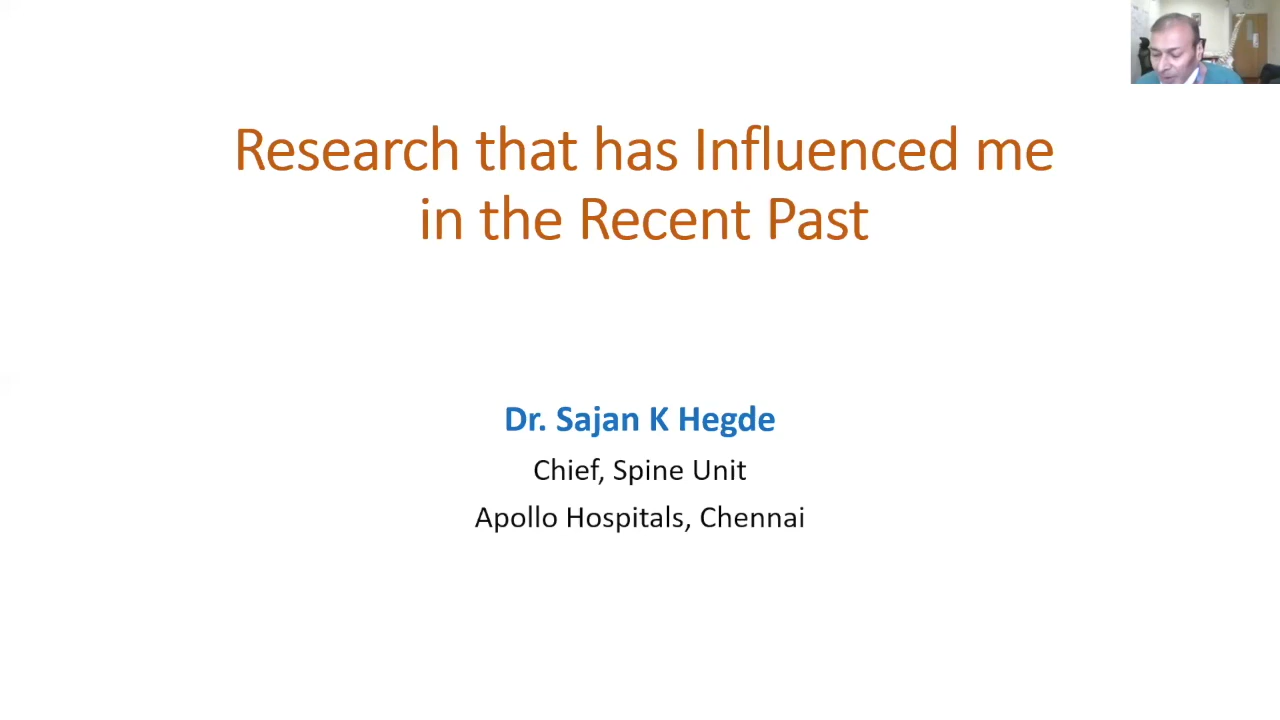 Research that has Influenced me
in the Recent Past
Dr. Sajan K Hegde
Chief, Spine Unit
Apollo Hospitals, Chennai